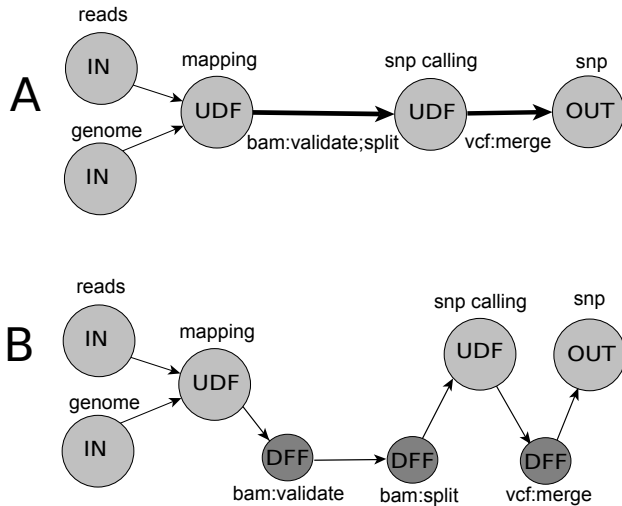 reads
IN
A
mapping
UDF
genome
IN
bam:validate;split
snp calling
UDF
vcf:merge
snp
OUT
B
reads
IN
genome
IN
mapping
UDF
DFF
bam:validate
DFF
bam:split
snp calling
UDF
DFF
vcf:merge
snp
OUT